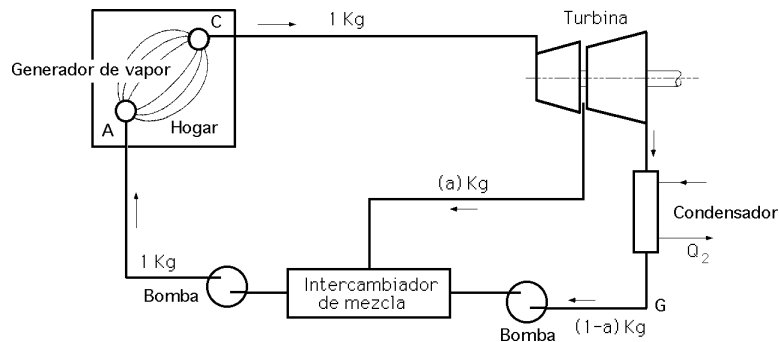 C
1 Kg
Turbina
Generador de vapor
A
Hogar
(a) Kg
Condensador
Q2
1 Kg
Bomba
Intercambiador
de mezcla
G
Bomba
(1-a) Kg